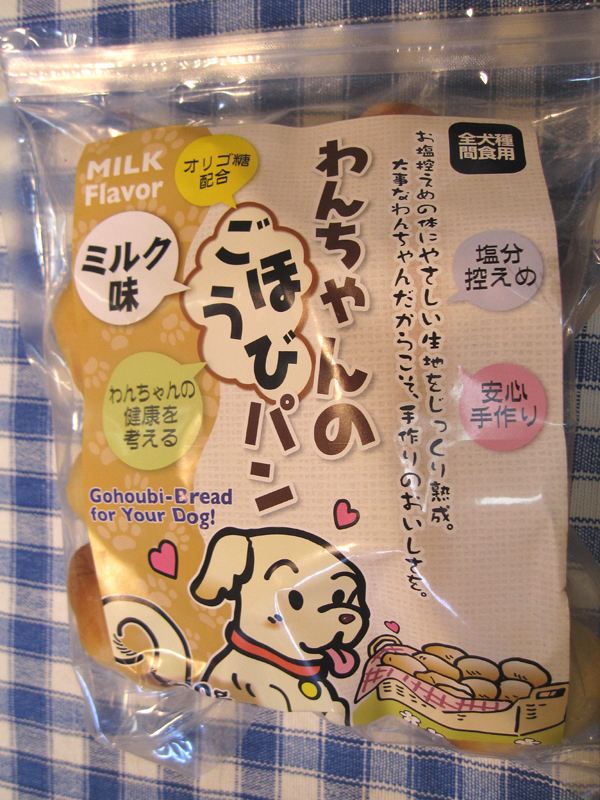 MILK
Flavor
オリゴ糖
配合
ミルク
味
わんちゃんの
ごほうび
パン
わんちゃんの
健康を
考える
Gohoubi-Bread
for Your Dog!
全犬種
間食用
お塩控えめの体にやさしい生地をじっくり熟成。
大事なわんちゃんだからこそ、手作りのおいしさを。
塩分
控えめ
安心
手作り